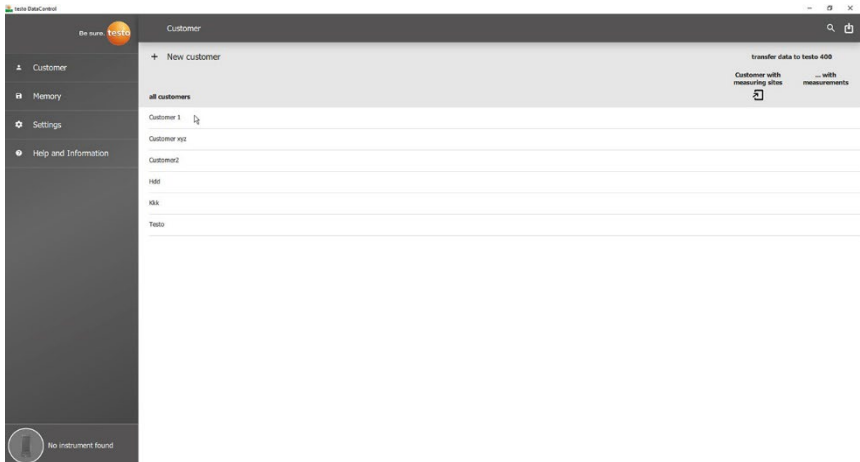 testo DataControl
Be sure. testo
Customer
Customer
Memory
Settings
Help and Information
No instrument found
+ New customer
transfer data to testo 400
Customer with
measuring sites
... with
measurements
all customers
Customer 1
Customer xyz
Customer2
Hdd
Kkk
Testo